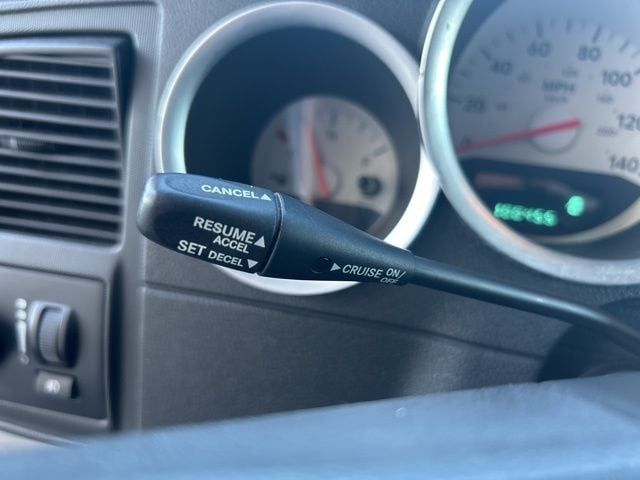 CANCEL▲
RESUME▲
ACCEL
SET DECEL▼
▶CRUISE ON/
OFF
20
40
60
80
100
120
140
MPH